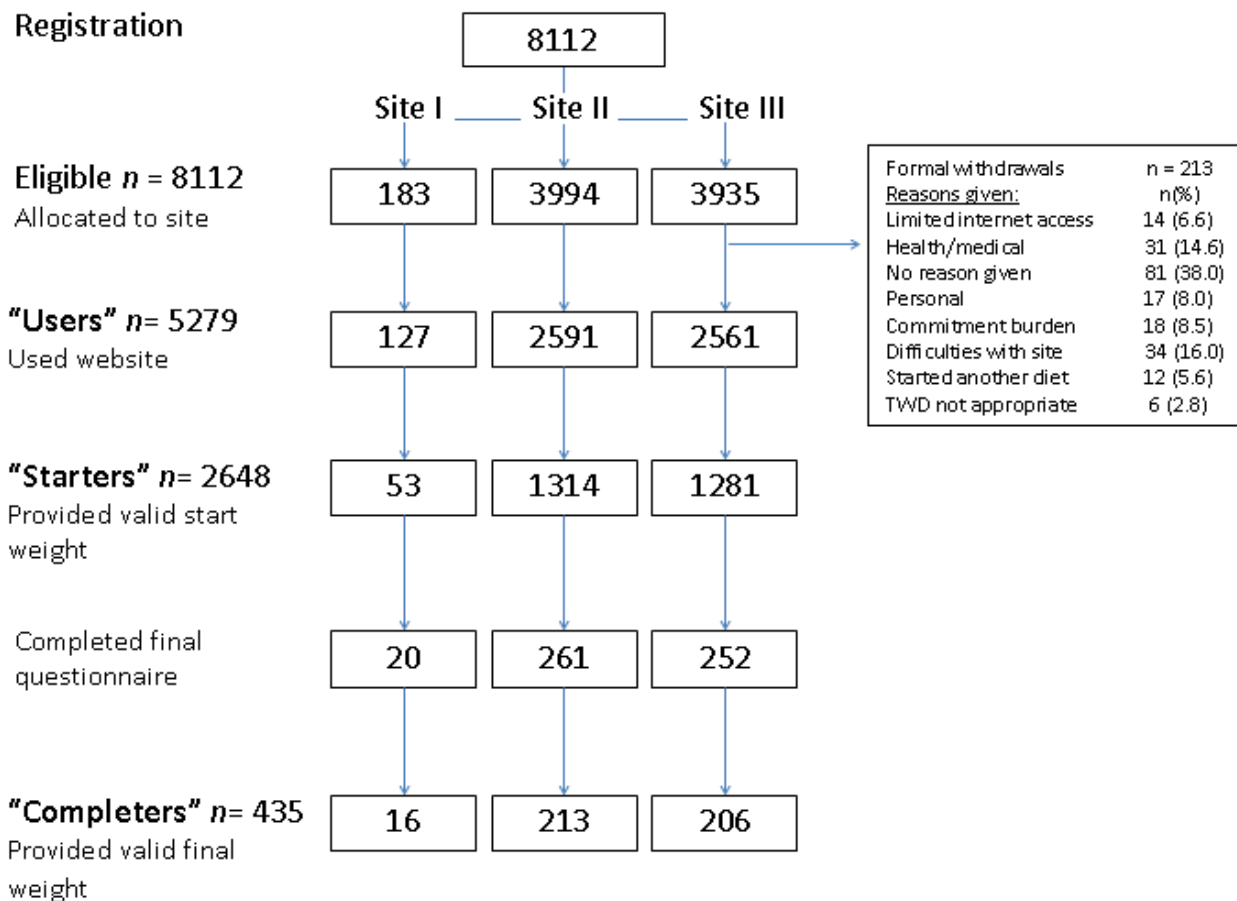 Registration
8112
Site I Site II Site III
Eligible n = 8112
Allocated to site
183 3994 3935
Formal withdrawals n = 213
Reasons given: n(%)
Limited internet access 14 (6.6)
Health/medical 31 (14.6)
No reason given 81 (38.0)
Personal 17 (8.0)
Commitment burden 18 (8.5)
Difficulties with site 34 (16.0)
Started another diet 12 (5.6)
TWD not appropriate 6 (2.8)
"Users" n= 5279
Used website
127 2591 2561
"Starters" n= 2648
Provided valid start
weight
53 1314 1281
Completed final
questionnaire
20 261 252
"Completers" n= 435
Provided valid final
weight
16 213 206